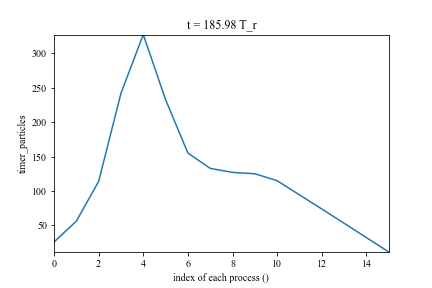 t = 185.98 T_r
timer_particles
300
250
200
150
100
50
0 2 4 6 8 10 12 14
index of each process ()